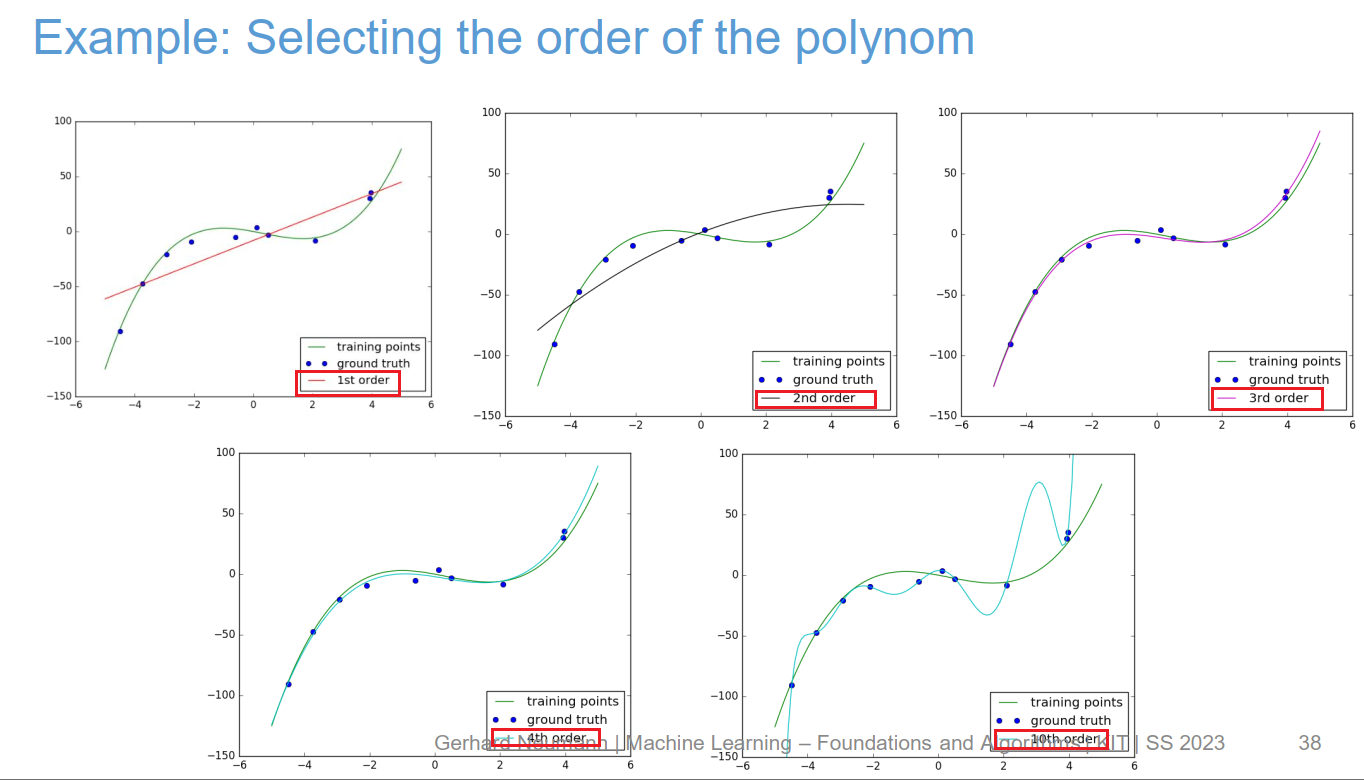 Example: Selecting the order of the polynom
100
50
0
−50
−100
−150
−6 −4 −2 0 2 4 6
training points
ground truth
1st order
100
50
0
−50
−100
−150
−6 −4 −2 0 2 4 6
training points
ground truth
2nd order
100
50
0
−50
−100
−150
−6 −4 −2 0 2 4 6
training points
ground truth
3rd order
100
50
0
−50
−100
−150
−6 −4 −2 0 2 4 6
training points
ground truth
4th order
100
50
0
−50
−100
−150
−6 −4 −2 0 2 4 6
training points
ground truth
10th order
Gerhard Neumann | Machine Learning – Foundations and Algorithms | KIT | SS 2023
38